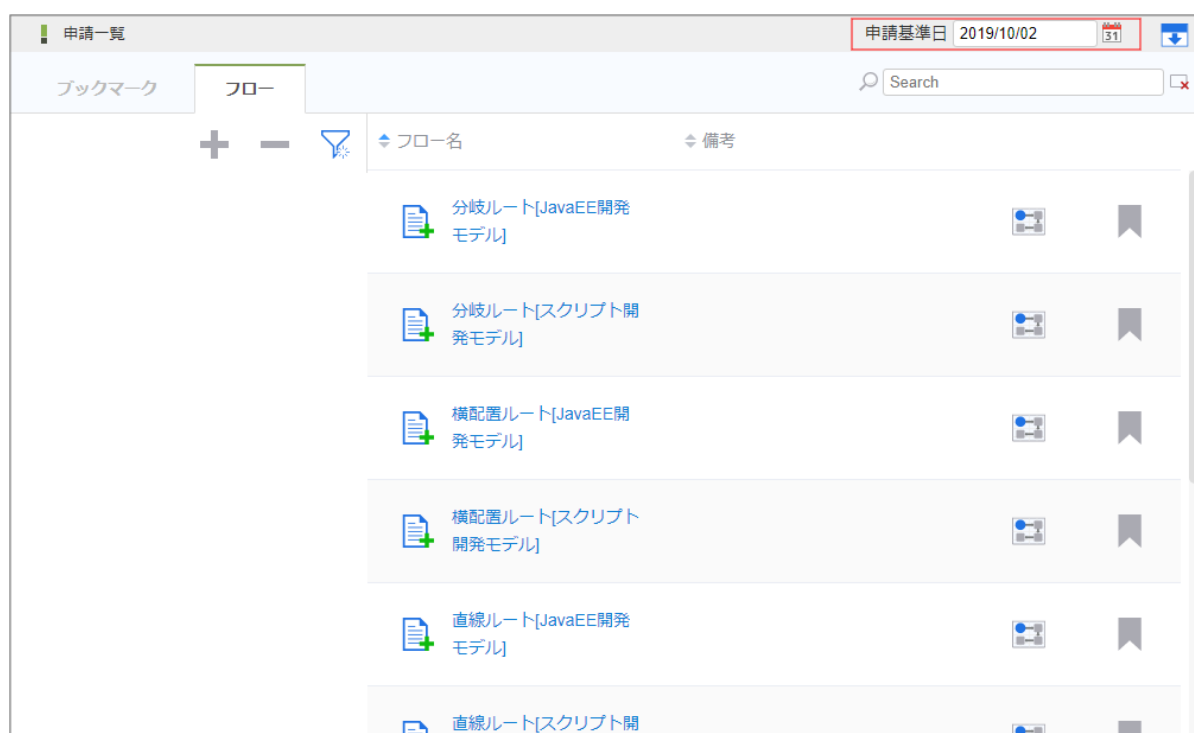 申請一覧
申請基準日 2019/10/02 31
ブックマーク フロー Search
フロー名 備考
分岐ルート[JavaEE開発
モデル]
分岐ルート[スクリプト開
発モデル]
横配置ルート[JavaEE開
発モデル]
横配置ルート[スクリプト
開発モデル]
直線ルート[JavaEE開発
モデル]
直線ルート[スクリプト開